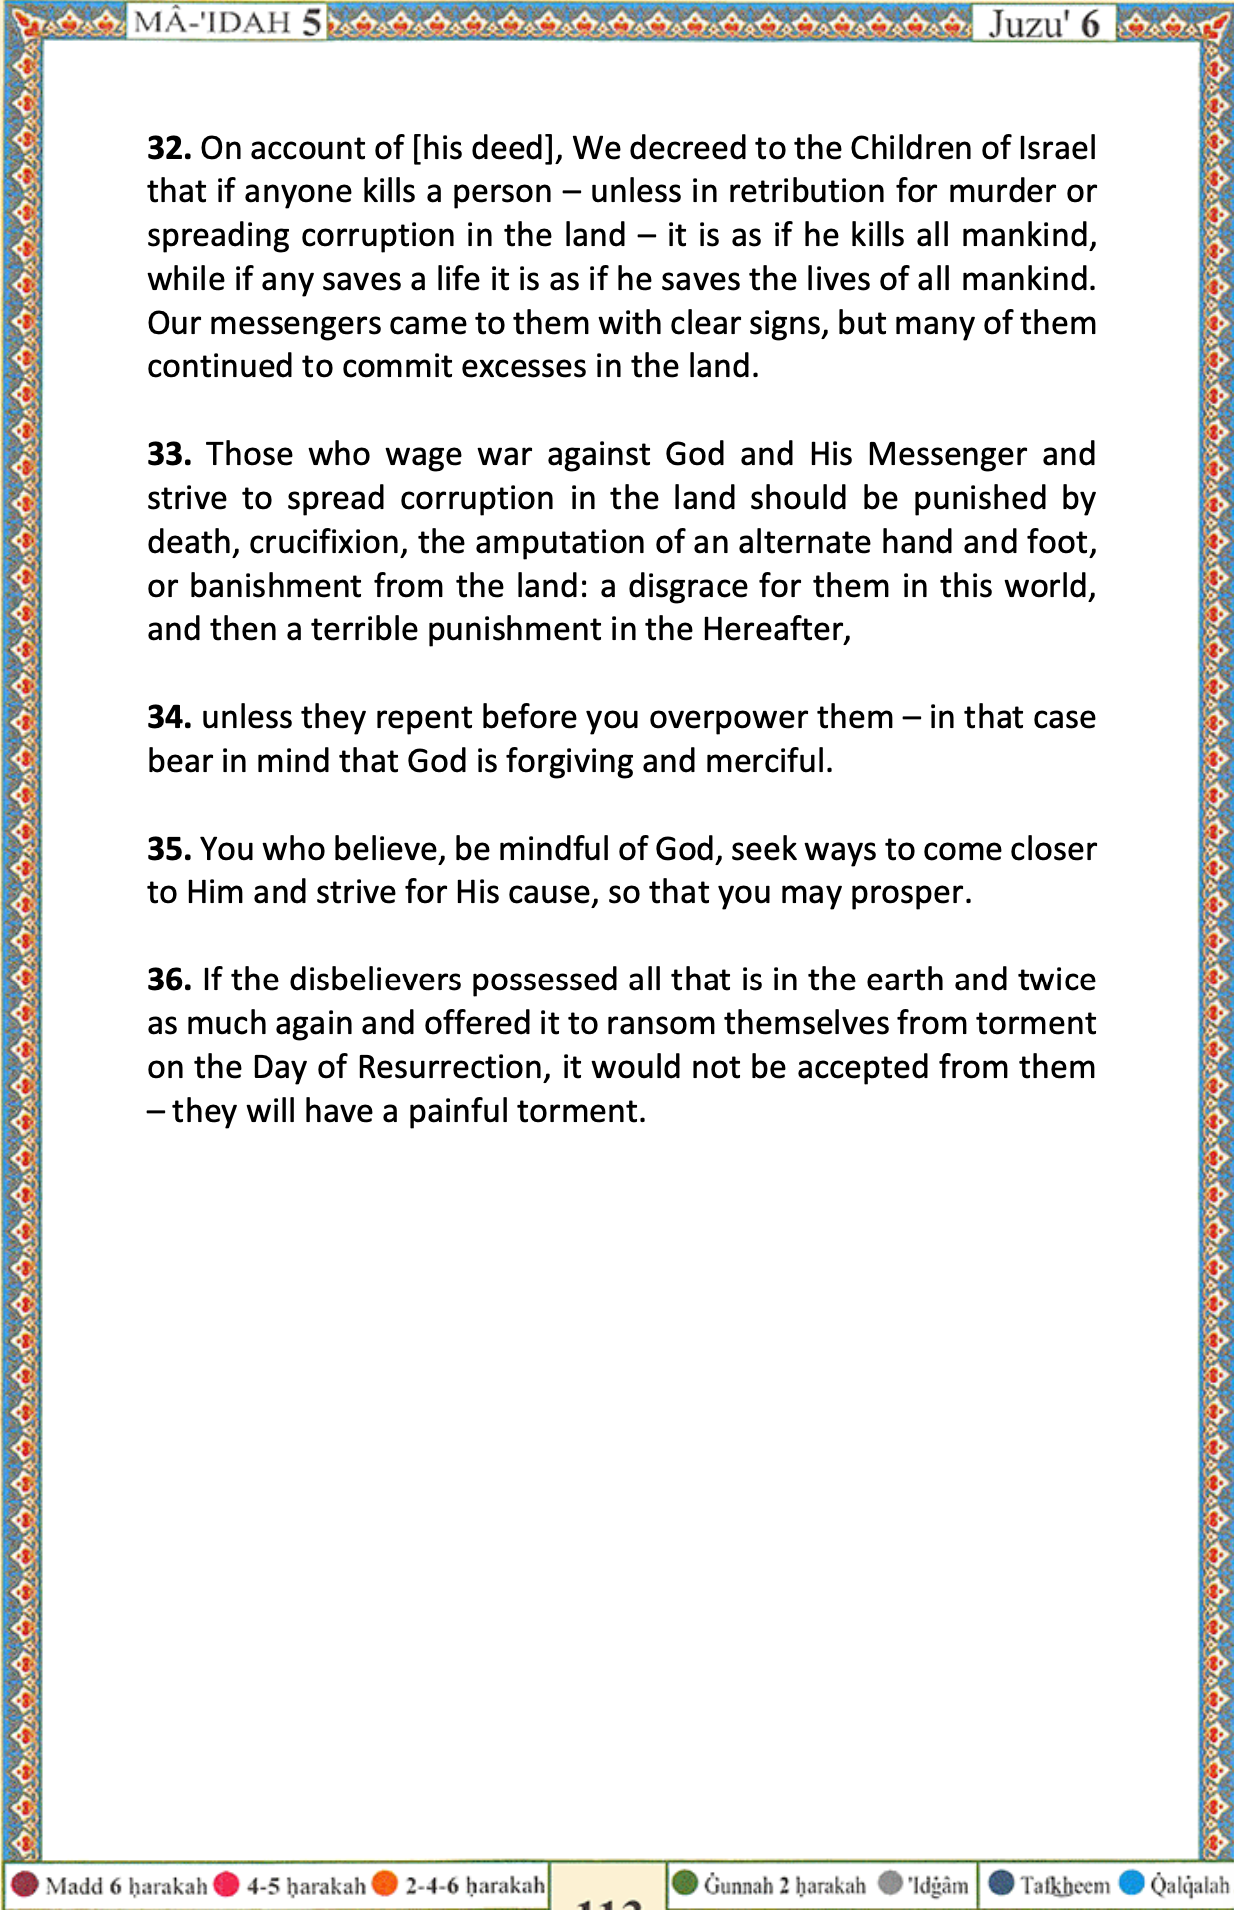 MÂ-'IDAH 5
Juzu' 6
32. On account of [his deed], We decreed to the Children of Israel
that if anyone kills a person – unless in retribution for murder or
spreading corruption in the land – it is as if he kills all mankind,
while if any saves a life it is as if he saves the lives of all mankind.
Our messengers came to them with clear signs, but many of them
continued to commit excesses in the land.
33. Those who wage war against God and His Messenger and
strive to spread corruption in the land should be punished by
death, crucifixion, the amputation of an alternate hand and foot,
or banishment from the land: a disgrace for them in this world,
and then a terrible punishment in the Hereafter,
34. unless they repent before you overpower them – in that case
bear in mind that God is forgiving and merciful.
35. You who believe, be mindful of God, seek ways to come closer
to Him and strive for His cause, so that you may prosper.
36. If the disbelievers possessed all that is in the earth and twice
as much again and offered it to ransom themselves from torment
on the Day of Resurrection, it would not be accepted from them
– they will have a painful torment.
Madd 6 ḥarakah 4-5 ḥarakah 2-4-6 ḥarakah
Ġunnah 2 ḥarakah 'Idġâm
Tafkheem Qalqalah